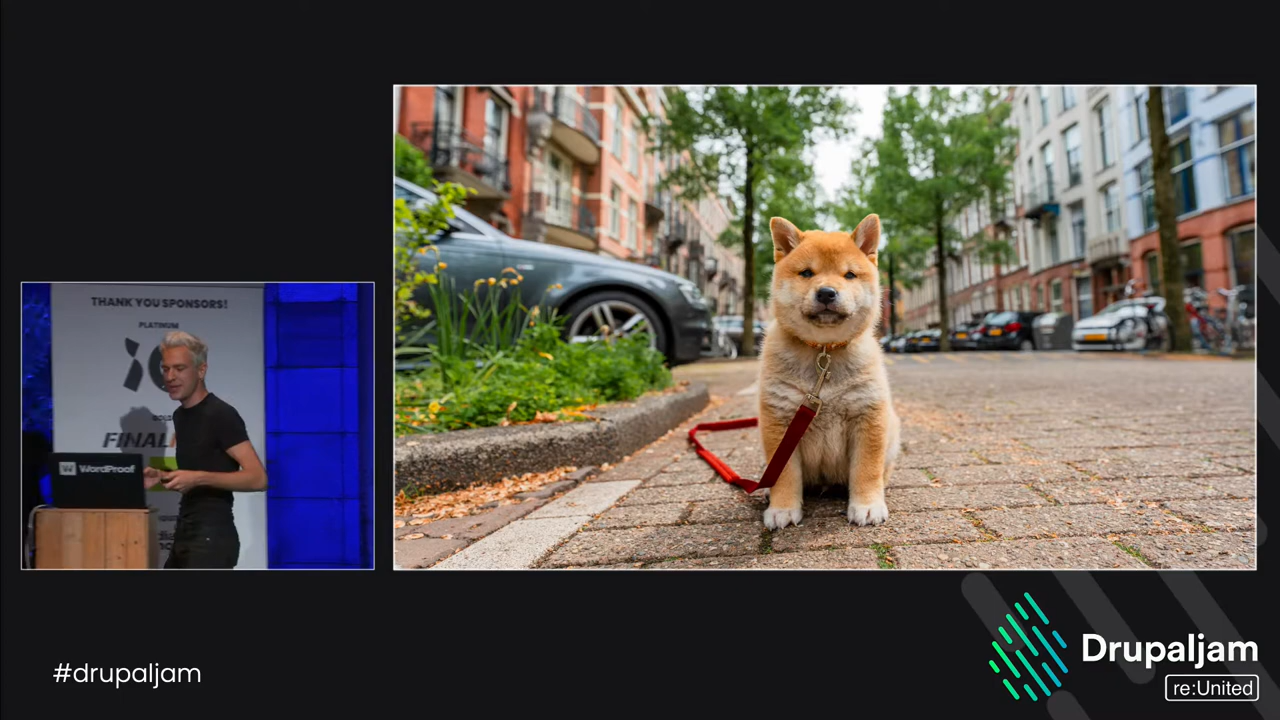 THANK YOU SPONSORS!
PLATINUM
FINAL
WordProof
#drupaljam
Drupaljam
re:United